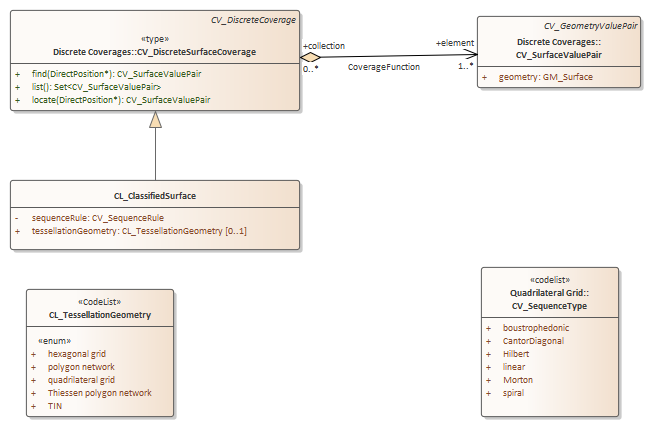 CV_DiscreteCoverage
«type»
Discrete Coverages::CV_DiscreteSurfaceCoverage
+ find(DirectPosition*): CV_SurfaceValuePair
+ list(): Set<CV_SurfaceValuePair>
+ locate(DirectPosition*): CV_SurfaceValuePair
+collection
0..*
CoverageFunction
+element
1..*
CV_GeometryValuePair
Discrete Coverages::
CV_SurfaceValuePair
+ geometry: GM_Surface
CL_ClassifiedSurface
- sequenceRule: CV_SequenceRule
+ tessellationGeometry: CL_TessellationGeometry [0..1]
«CodeList»
CL_TessellationGeometry
«enum»
+ hexagonal grid
+ polygon network
+ quadrilateral grid
+ Thiessen polygon network
+ TIN
«codelist»
Quadrilateral Grid::
CV_SequenceType
+ boustrophedonic
+ CantorDiagonal
+ Hilbert
+ linear
+ Morton
+ spiral